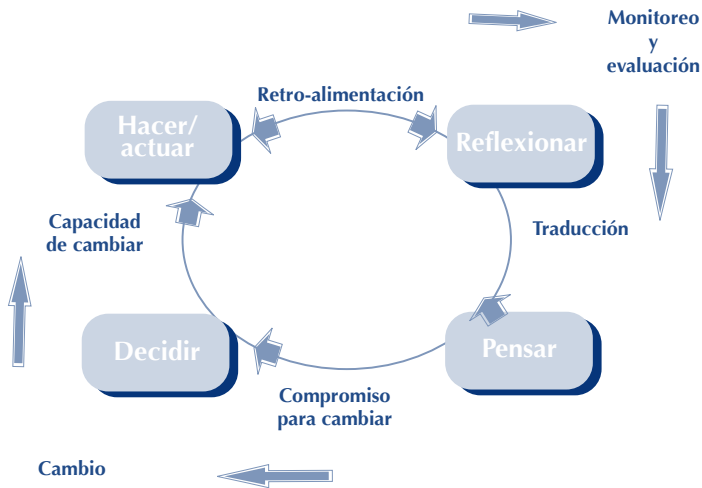 Monitoreo
y
evaluación
Retro-alimentación
Hacer/
actuar
Reflexionar
Capacidad
de cambiar
Traducción
Decidir
Pensar
Compromiso
para cambiar
Cambio